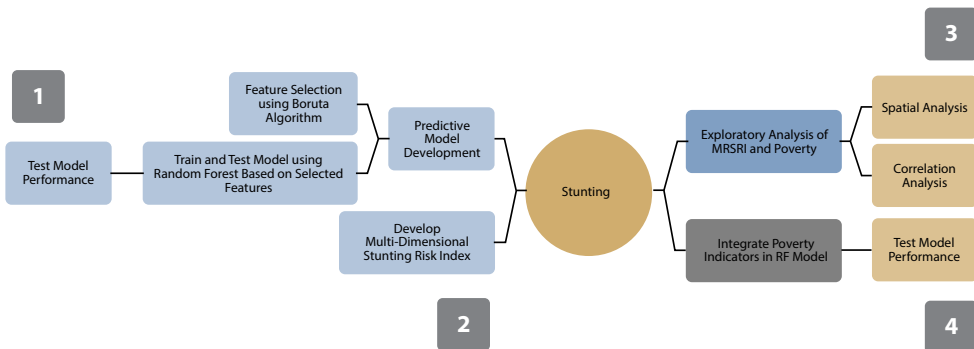 1
Test Model
Performance
Feature Selection
using Boruta
Algorithm
Train and Test Model using
Random Forest Based on Selected
Features
Predictive
Model
Development
Develop
Multi-Dimensional
Stunting Risk Index
2
Stunting
3
Exploratory Analysis of
MRSRI and Poverty
Spatial Analysis
Correlation
Analysis
Integrate Poverty
Indicators in RF Model
Test Model
Performance
4